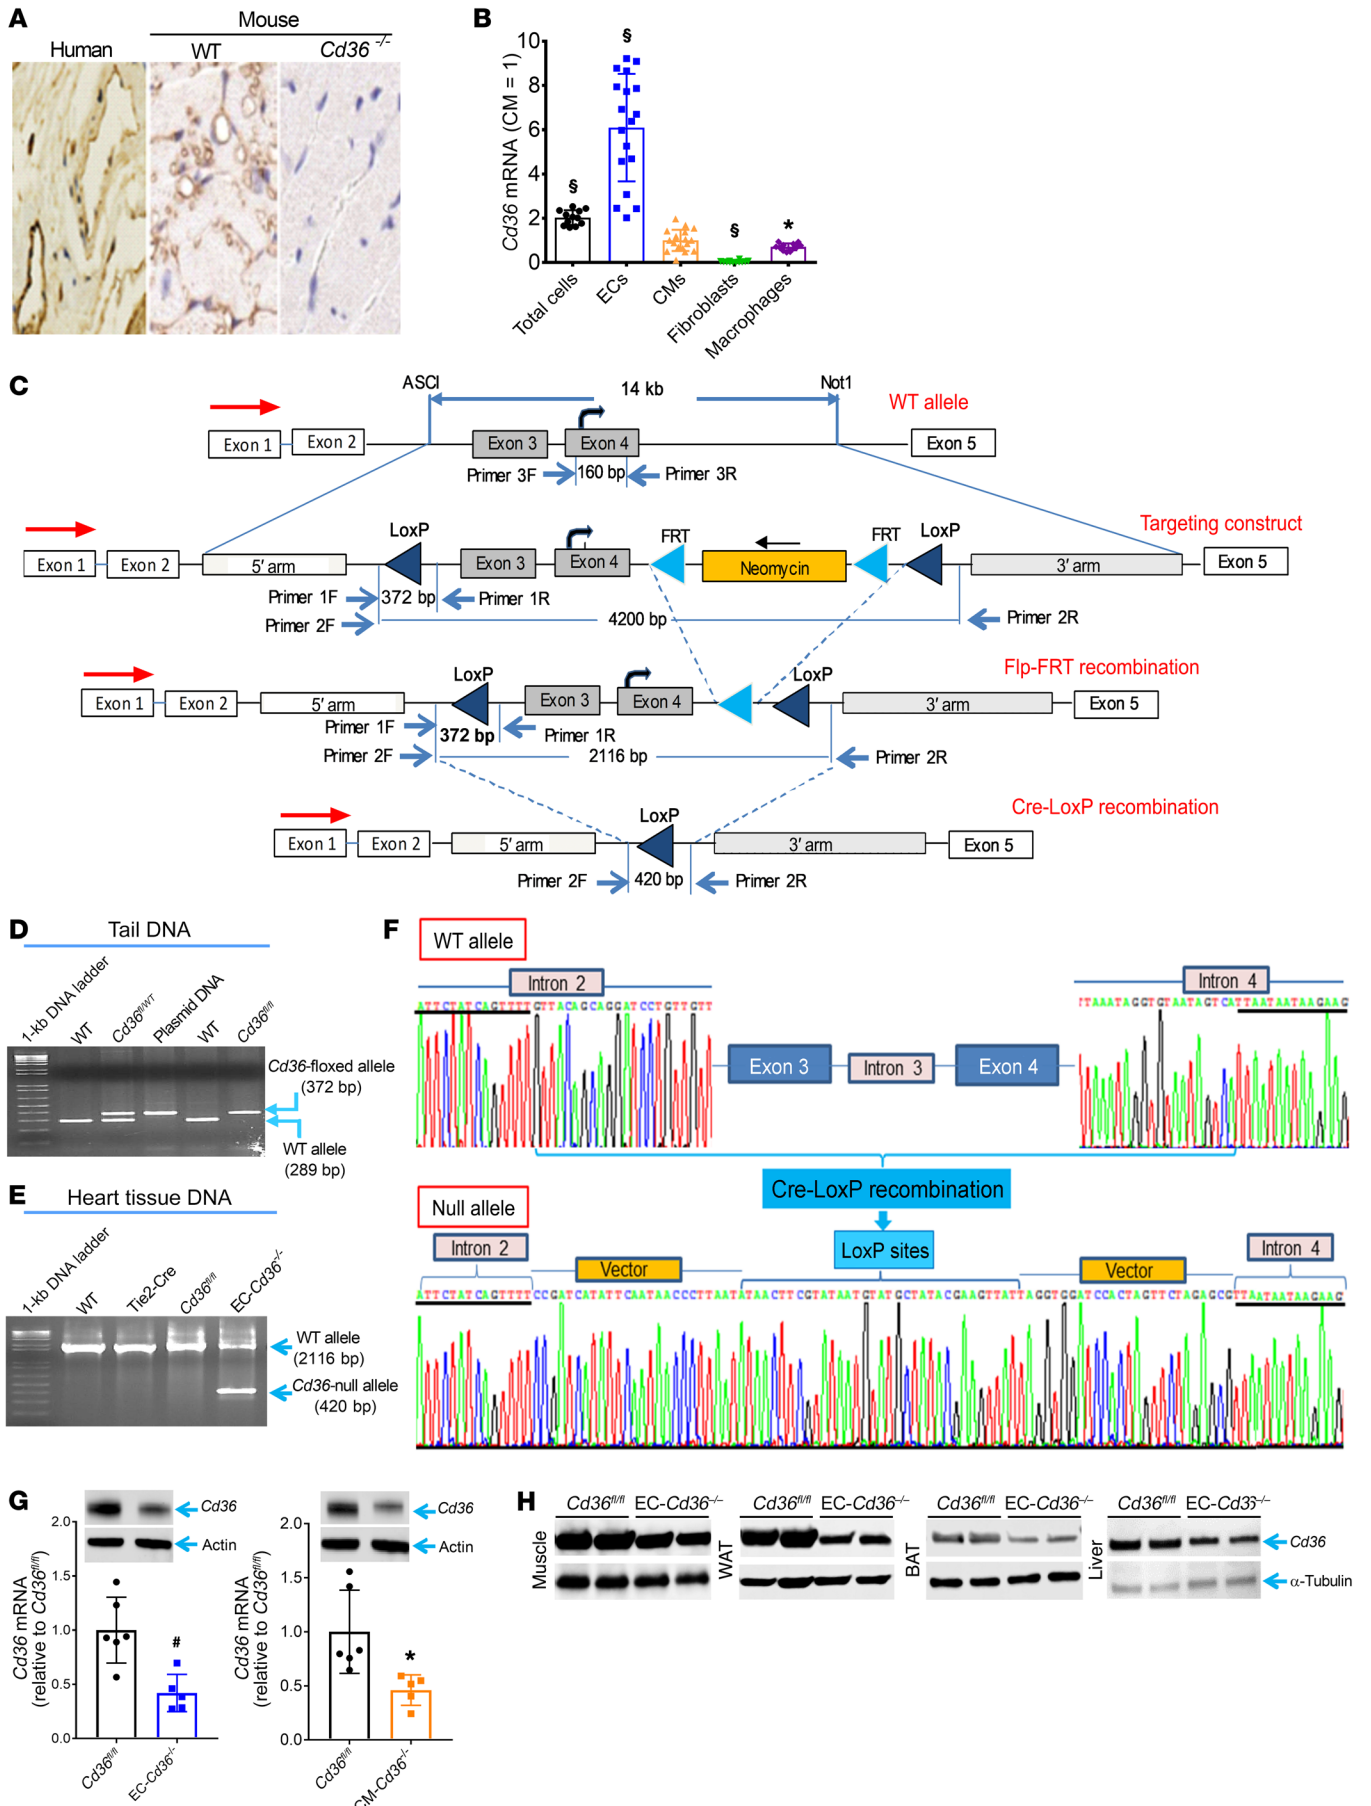 A
Mouse
Human
WT
Cd36 -/-
B
Cd36 mRNA (CM = 1)
10
8
6
4
2
0
§
§
§
*
Total cells
ECs
CMs
Fibroblasts
Macrophages
C
ASCI
14 kb
Not1
WT allele
Exon 1
Exon 2
Exon 3
Exon 4
Exon 5
Primer 3F
160 bp
Primer 3R
Targeting construct
LoxP
FRT
FRT
LoxP
Exon 1
Exon 2
5′ arm
Exon 3
Exon 4
Neomycin
3′ arm
Exon 5
Primer 1F
372 bp
Primer 1R
Primer 2F
4200 bp
Primer 2R
Flp-FRT recombination
LoxP
LoxP
Exon 1
Exon 2
5′ arm
Exon 3
Exon 4
3′ arm
Exon 5
Primer 1F
372 bp
Primer 1R
Primer 2F
2116 bp
Primer 2R
Cre-LoxP recombination
LoxP
Exon 1
Exon 2
5′ arm
3′ arm
Exon 5
Primer 2F
420 bp
Primer 2R
D
Tail DNA
1-kb DNA ladder
WT
Cd36fl/WT
Plasmid DNA
WT
Cd36fl/fl
Cd36-floxed allele
(372 bp)
WT allele
(289 bp)
E
Heart tissue DNA
1-kb DNA ladder
WT
Tie2-Cre
Cd36fl/fl
EC-Cd36-/-
WT allele
(2116 bp)
Cd36-null allele
(420 bp)
F
WT allele
Intron 2
Intron 4
ATTCTATCAGTTTTGTTACAGCAGGATCCTGTTGTT
TTAAATAGGTGTAATAGTCATTAATAATAAGAAG
Exon 3
Intron 3
Exon 4
Cre-LoxP recombination
Null allele
LoxP sites
Intron 2
Vector
Vector
Intron 4
ATTCTATCAGTTTTCCGATCATATTCAATAACCCTTAATATAACTTCGTATAATGTATGCTATACGAAGTTATTAGGTGGATCCACTAGTTCTAGAGCGTTAATAATAAGAAG
G
Cd36
Actin
Cd36 mRNA
(relative to Cd36fl/fl)
2.0
1.5
1.0
0.5
0.0
#
Cd36fl/fl
EC-Cd36-/-
Cd36
Actin
Cd36 mRNA
(relative to Cd36fl/fl)
2.0
1.5
1.0
0.5
0.0
*
Cd36fl/fl
CM-Cd36-/-
H
Cd36fl/fl
EC-Cd36-/-
Cd36fl/fl
EC-Cd36-/-
Cd36fl/fl
EC-Cd36-/-
Cd36fl/fl
EC-Cd36-/-
Muscle
WAT
BAT
Liver
Cd36
α-Tubulin